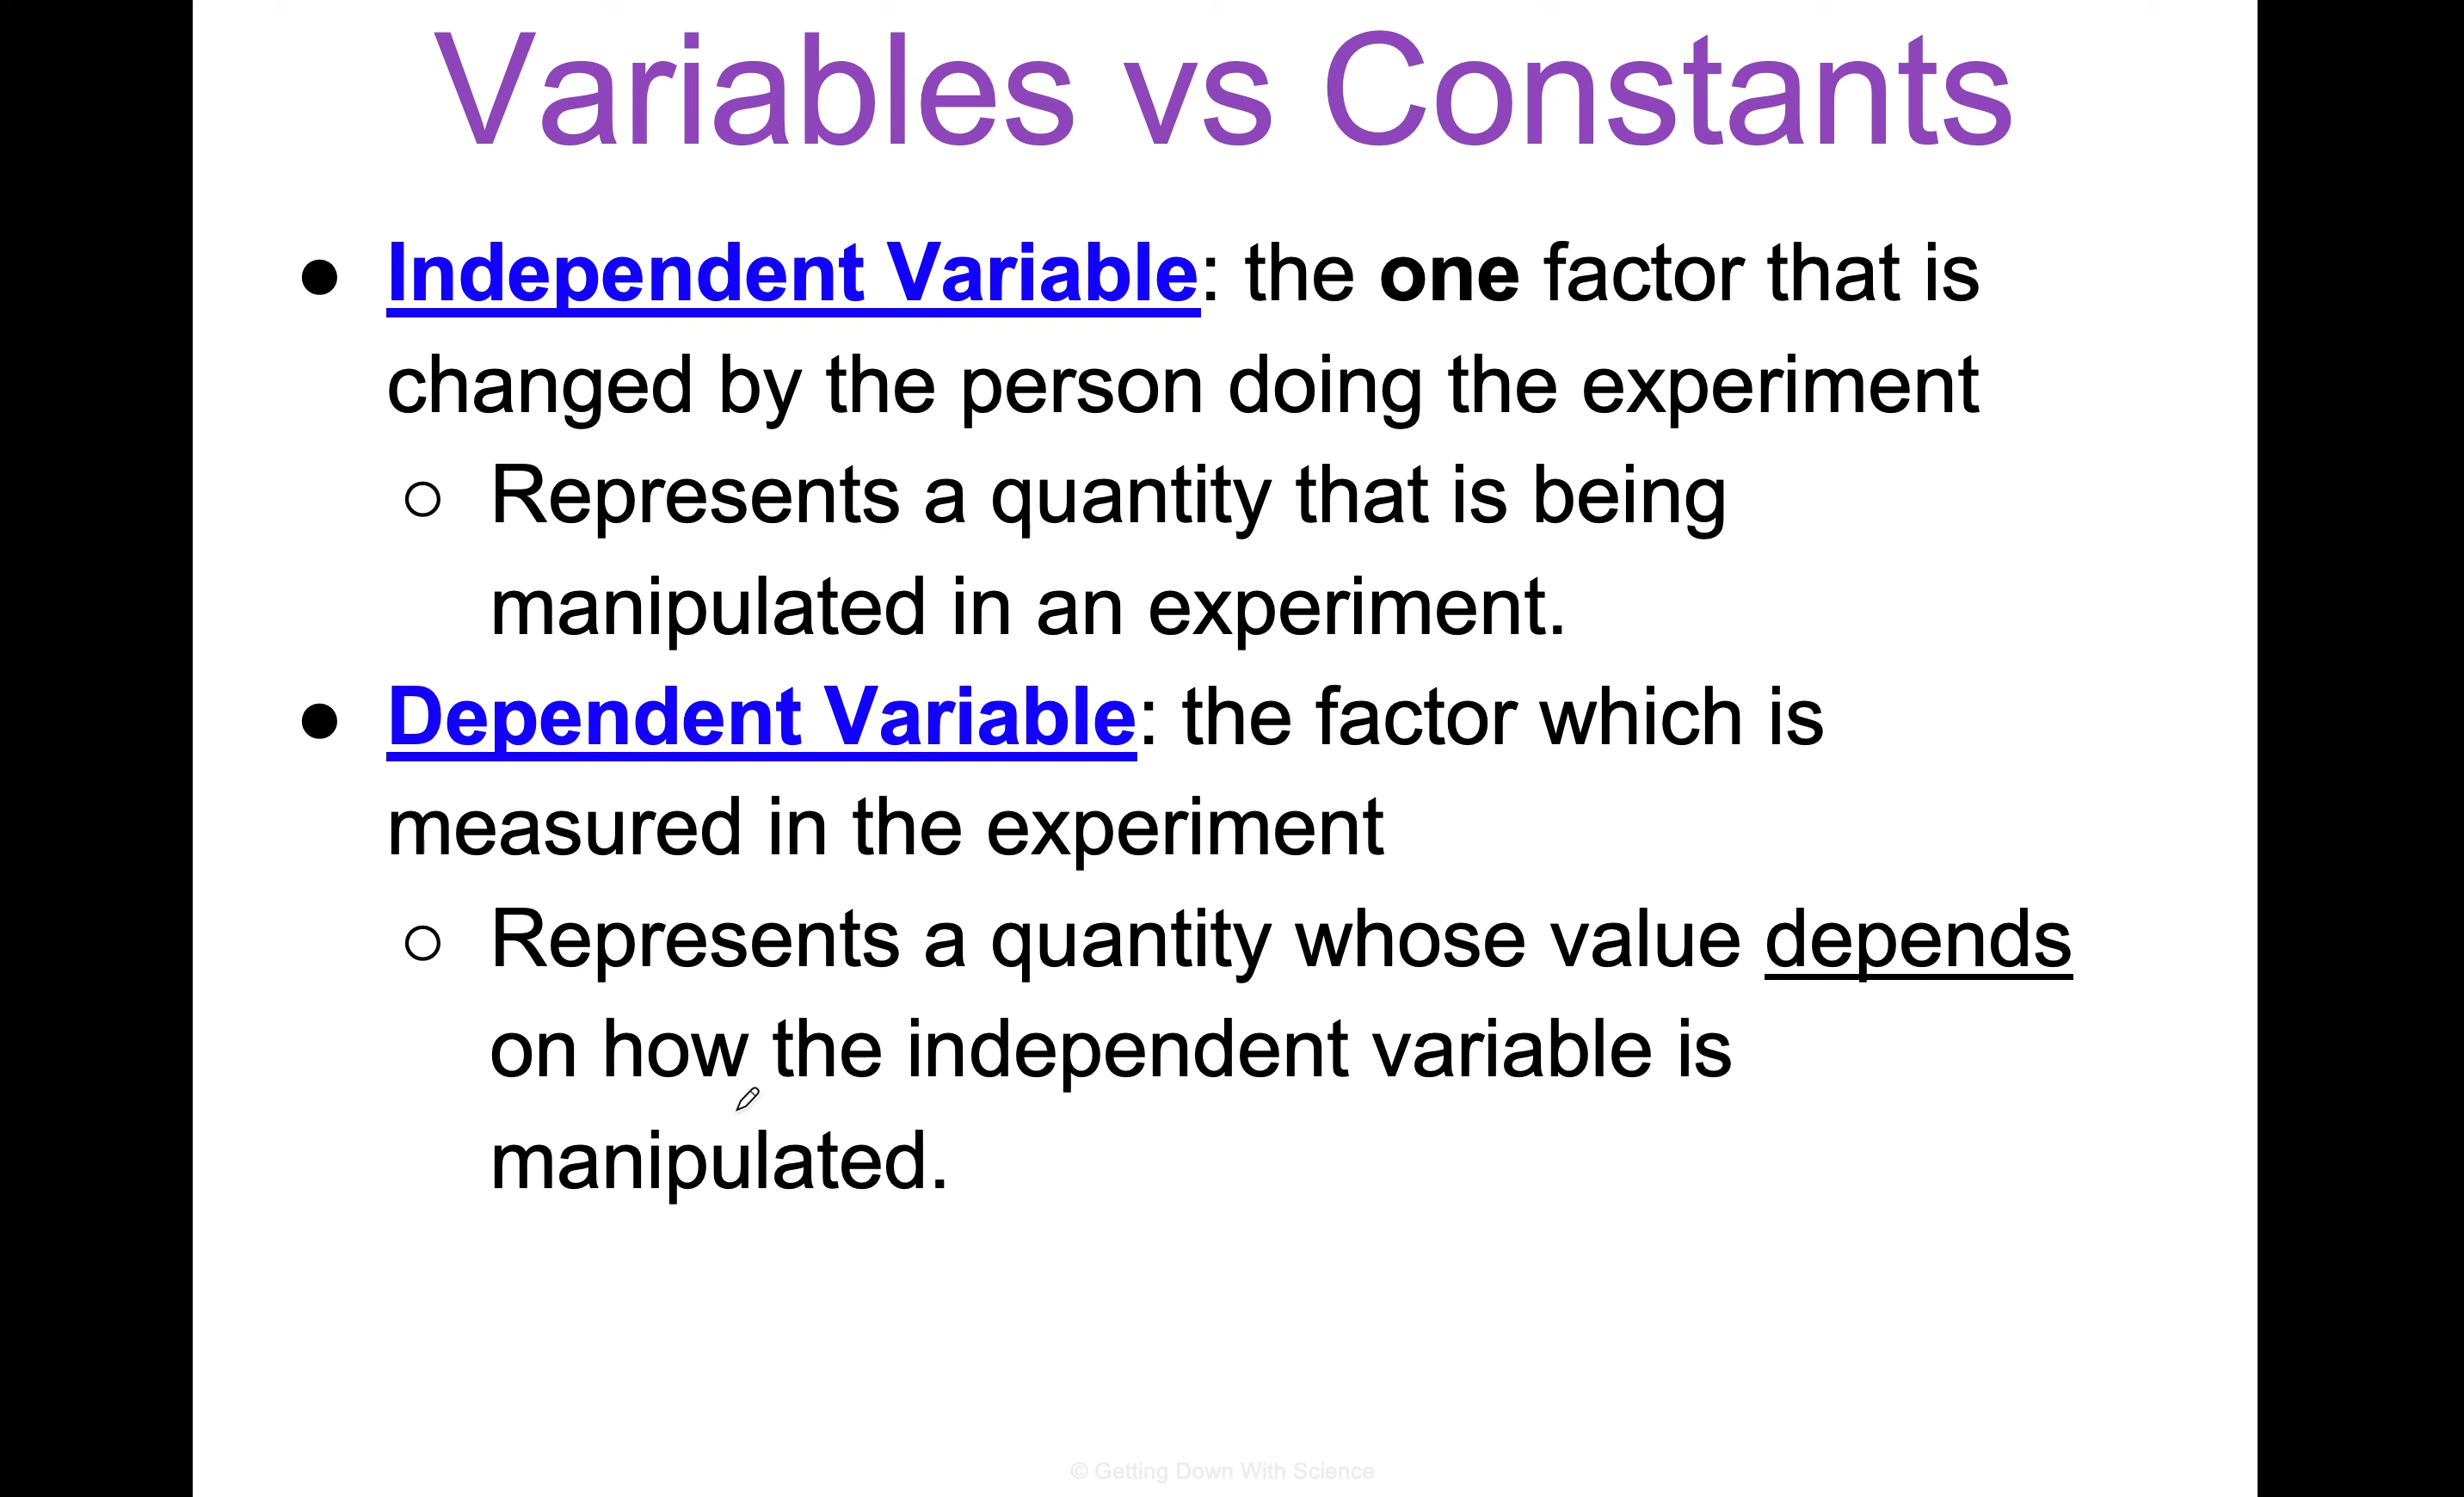 Variables vs Constants
● Independent Variable: the one factor that is
changed by the person doing the experiment
○ Represents a quantity that is being
manipulated in an experiment.
● Dependent Variable: the factor which is
measured in the experiment
○ Represents a quantity whose value depends
on how the independent variable is
manipulated.
© Getting Down With Science